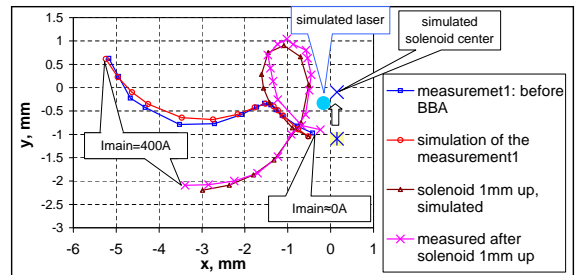 simulated laser
simulated
solenoid center
1.5
1
0.5
0
-0.5
-1
-1.5
-2
-2.5
-3
y, mm
Imain=400A
Imain≈0A
-6 -5 -4 -3 -2 -1 0 1
x, mm
measuremet1: before
BBA
simulation of the
measurement1
solenoid 1mm up,
simulated
measured after
solenoid 1mm up